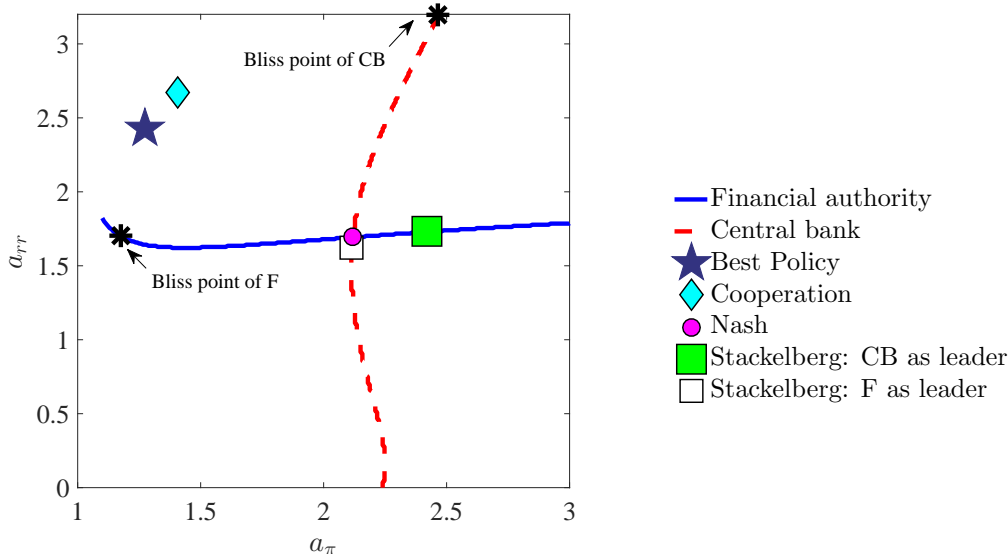 3
2.5
2
1.5
1
0.5
0
1
1.5
2
2.5
3
a_{rr}
a_π
Bliss point of CB
Bliss point of F
Financial authority
Central bank
Best Policy
Cooperation
Nash
Stackelberg: CB as leader
Stackelberg: F as leader